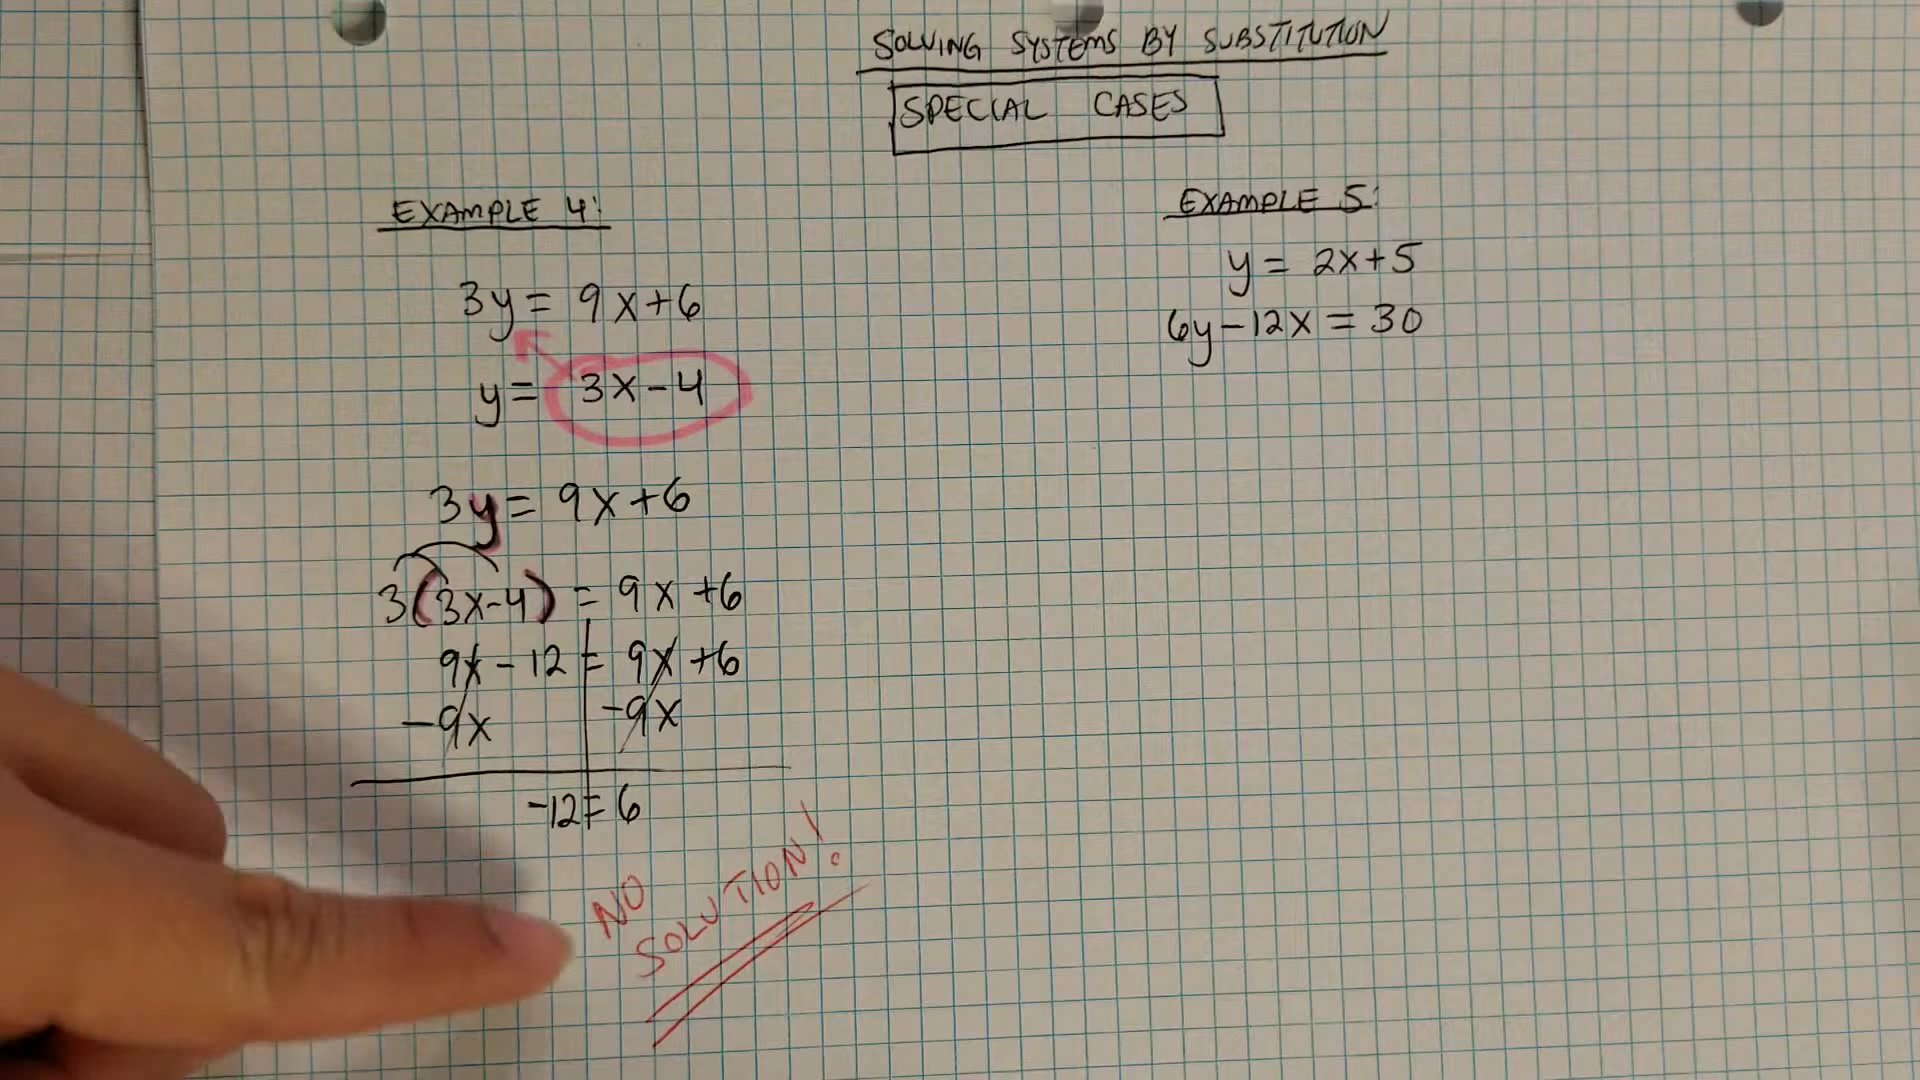 SOLVING SYSTEMS BY SUBSTITUTION
SPECIAL CASES
EXAMPLE 4:
3y = 9x+6
y = 3x-4
3y = 9x+6
3(3x-4) = 9x+6
9x-12 = 9x+6
-9x -9x
-12 = 6
NO
SOLUTION!
EXAMPLE 5:
y = 2x+5
6y-12x = 30